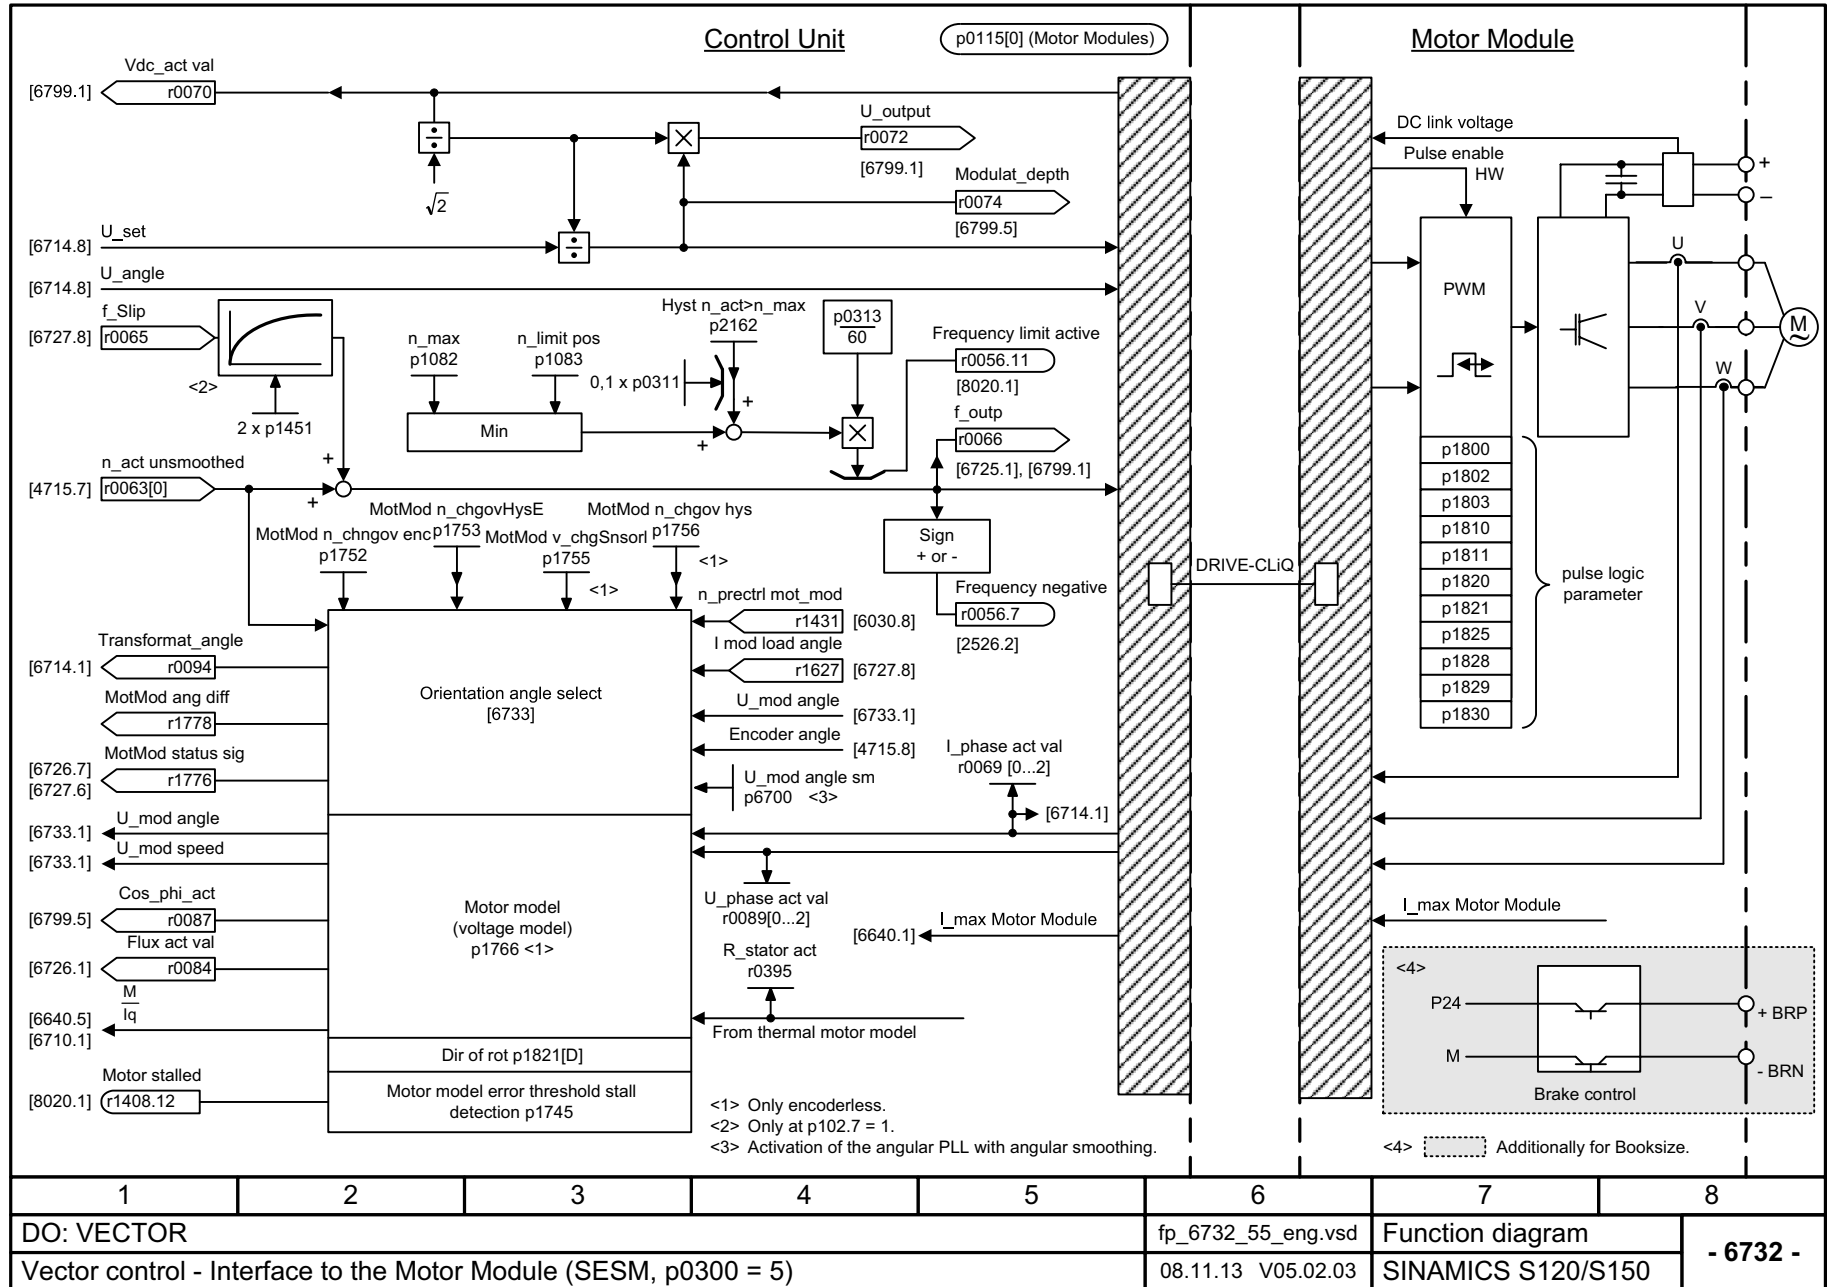 Control Unit
p0115[0] (Motor Modules)
Motor Module
Vdc_act val
[6799.1]
r0070
U_output
r0072
[6799.1]
÷
×
√2
Modulat_depth
r0074
[6799.5]
DC link voltage
Pulse enable
HW
+
–
U_set
[6714.8]
÷
U_angle
[6714.8]
f_Slip
[6727.8]
r0065
<2>
2 x p1451
n_max
p1082
n_limit pos
p1083
Hyst n_act>n_max
p2162
0,1 x p0311
p0313
60
Frequency limit active
r0056.11
[8020.1]
Min
+
+
×
f_outp
r0066
[6725.1], [6799.1]
PWM
U
V
W
M
~
n_act unsmoothed
[4715.7]
r0063[0]
+
+
MotMod n_chgovHysE
p1753
MotMod n_chgov hys
p1756
<1>
MotMod n_chngov enc
p1752
MotMod v_chgSnsorl
p1755
<1>
Sign
+ or -
Frequency negative
r0056.7
[2526.2]
DRIVE-CLiQ
p1800
p1802
p1803
p1810
p1811
p1820
p1821
p1825
p1828
p1829
p1830
pulse logic
parameter
n_prectrl mot_mod
r1431
[6030.8]
I mod load angle
r1627
[6727.8]
U_mod angle
[6733.1]
Encoder angle
[4715.8]
U_mod angle sm
p6700 <3>
I_phase act val
r0069 [0...2]
[6714.1]
Transformat_angle
[6714.1]
r0094
MotMod ang diff
r1778
MotMod status sig
[6726.7]
[6727.6]
r1776
Orientation angle select
[6733]
U_mod angle
[6733.1]
U_mod speed
[6733.1]
Cos_phi_act
[6799.5]
r0087
Flux act val
[6726.1]
r0084
M
Iq
[6640.5]
[6710.1]
Motor model
(voltage model)
p1766 <1>
U_phase act val
r0089[0...2]
R_stator act
r0395
From thermal motor model
[6640.1]
I_max Motor Module
I_max Motor Module
Dir of rot p1821[D]
Motor stalled
[8020.1]
r1408.12
Motor model error threshold stall
detection p1745
<1> Only encoderless.
<2> Only at p102.7 = 1.
<3> Activation of the angular PLL with angular smoothing.
<4>
P24
M
+ BRP
- BRN
Brake control
<4> Additionally for Booksize.
1 2 3 4 5 6 7 8
DO: VECTOR
fp_6732_55_eng.vsd
Function diagram
- 6732 -
Vector control - Interface to the Motor Module (SESM, p0300 = 5)
08.11.13 V05.02.03
SINAMICS S120/S150